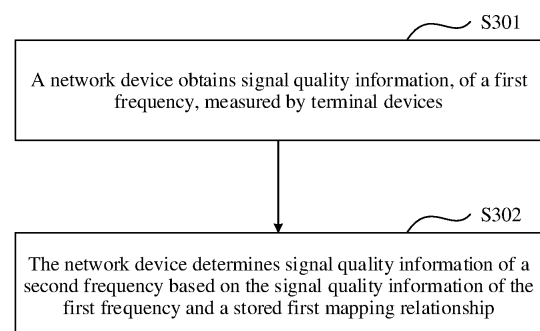 S301
A network device obtains signal quality information, of a first
frequency, measured by terminal devices
S302
The network device determines signal quality information of a
second frequency based on the signal quality information of the
first frequency and a stored first mapping relationship